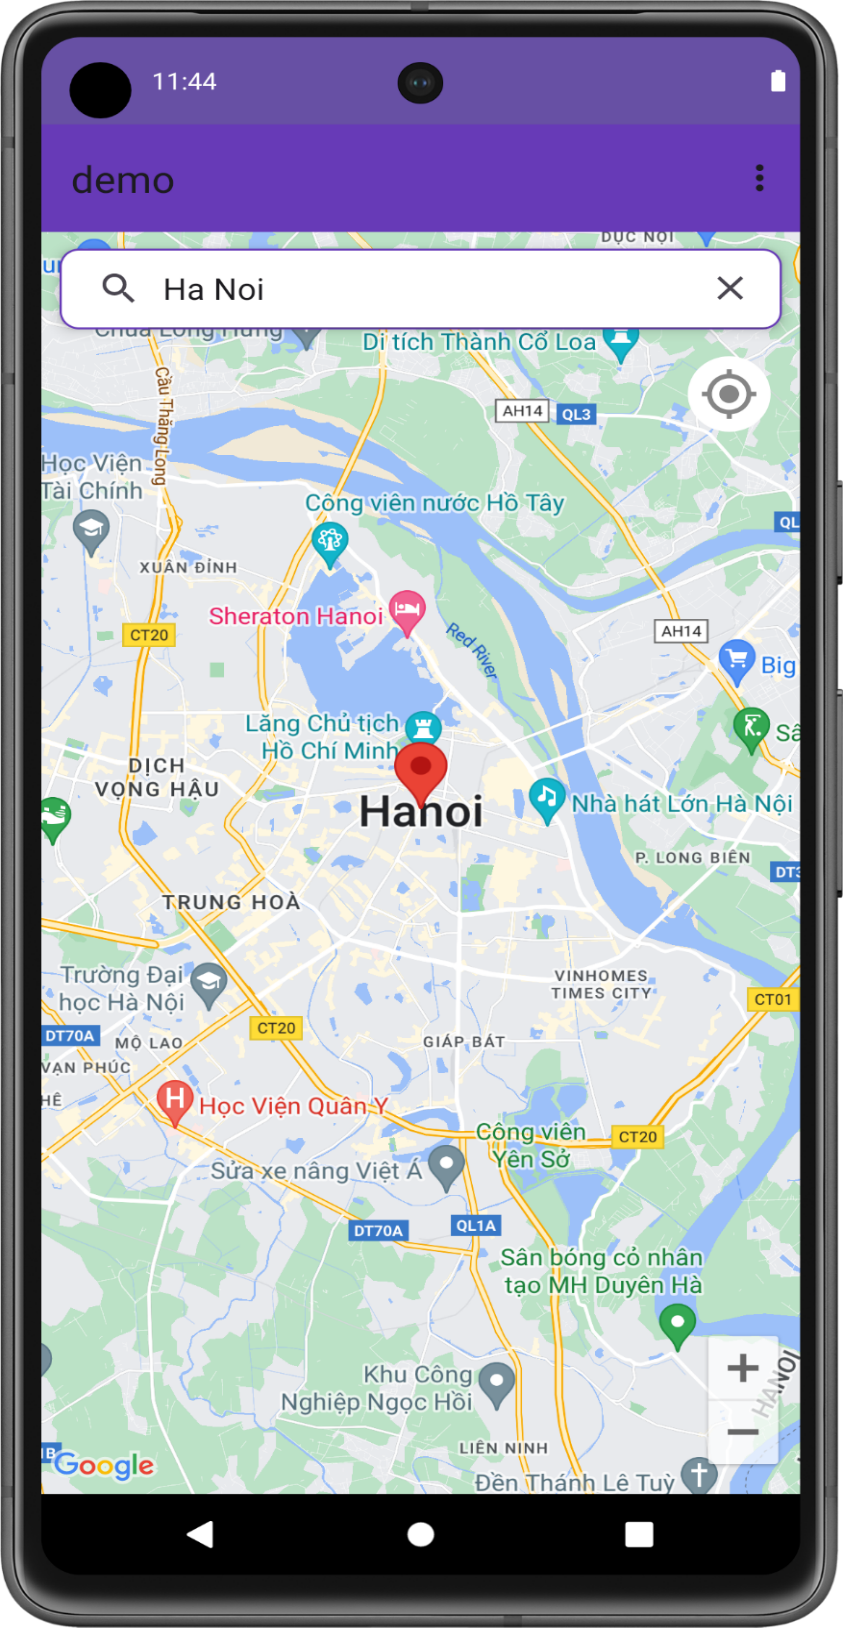 11:44
demo
DỤC NỘI
Ha Noi
Chùa Long Hưng
Di tích Thành Cổ Loa
Cầu Thăng Long
AH14
QL3
Học Viện
Tài Chính
Công viên nước Hồ Tây
QL
XUÂN ĐỈNH
Sheraton Hanoi
Red River
CT20
AH14
Big
Lăng Chủ tịch
Hồ Chí Minh
Sâ
DỊCH
VỌNG HẬU
Hanoi
Nhà hát Lớn Hà Nội
P. LONG BIÊN
DT3
TRUNG HOÀ
Trường Đại
học Hà Nội
VINHOMES
TIMES CITY
CT01
CT20
DT70A
MỘ LAO
GIÁP BÁT
VẠN PHÚC
HÊ
H
Học Viện Quân Y
Công viên
Yên Sở
CT20
Sửa xe nâng Việt Á
DT70A
QL1A
Sân bóng cỏ nhân
tạo MH Duyên Hà
Khu Công
Nghiệp Ngọc Hồi
+
HANOI
−
LIÊN NINH
1B
Google
Đền Thánh Lê Tuỳ